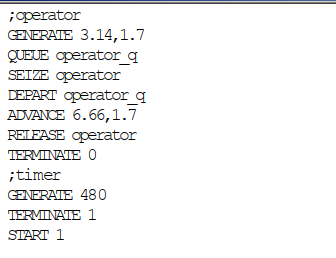 ;operator
GENERATE 3.14,1.7
QUEUE operator_q
SEIZE operator
DEPART operator_q
ADVANCE 6.66,1.7
RELEASE operator
TERMINATE 0
;timer
GENERATE 480
TERMINATE 1
START 1